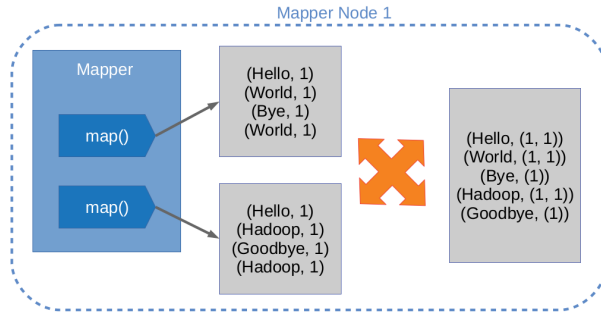 Mapper Node 1
Mapper
map()
map()
(Hello, 1)
(World, 1)
(Bye, 1)
(World, 1)
(Hello, 1)
(Hadoop, 1)
(Goodbye, 1)
(Hadoop, 1)
(Hello, (1, 1))
(World, (1, 1))
(Bye, (1))
(Hadoop, (1, 1))
(Goodbye, (1))